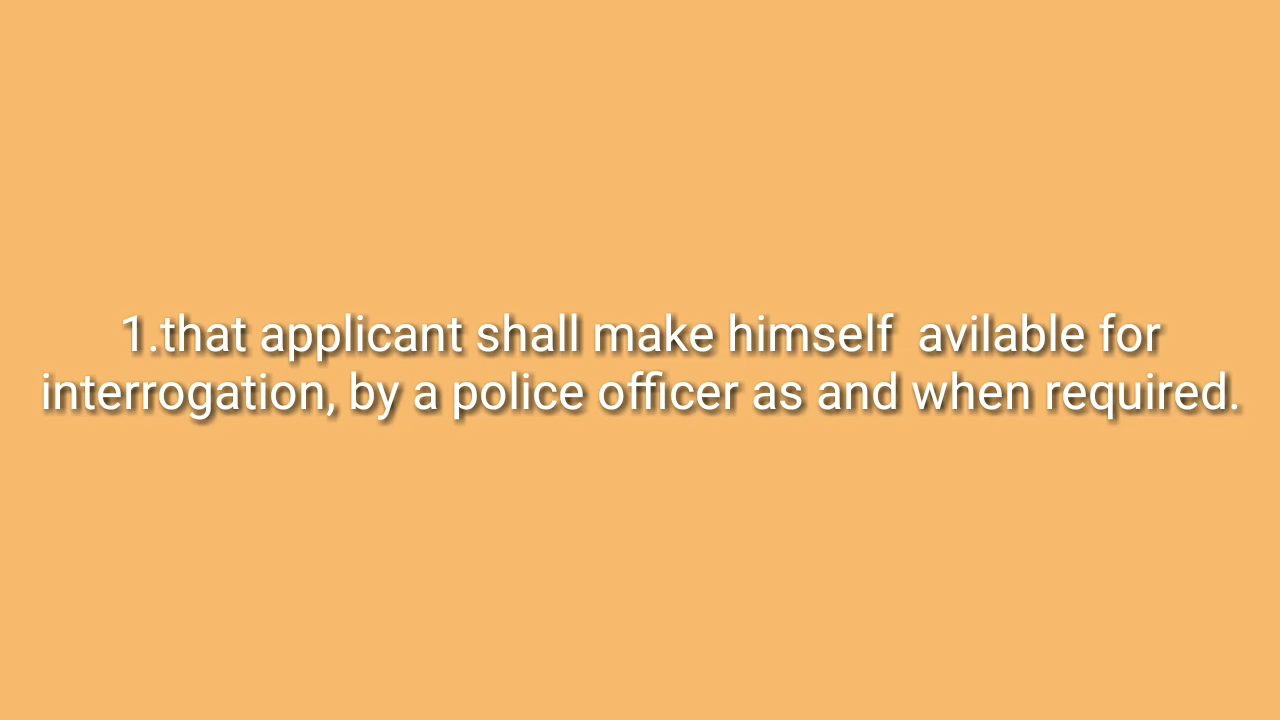 1.that applicant shall make himself  avilable for
interrogation, by a police officer as and when required.